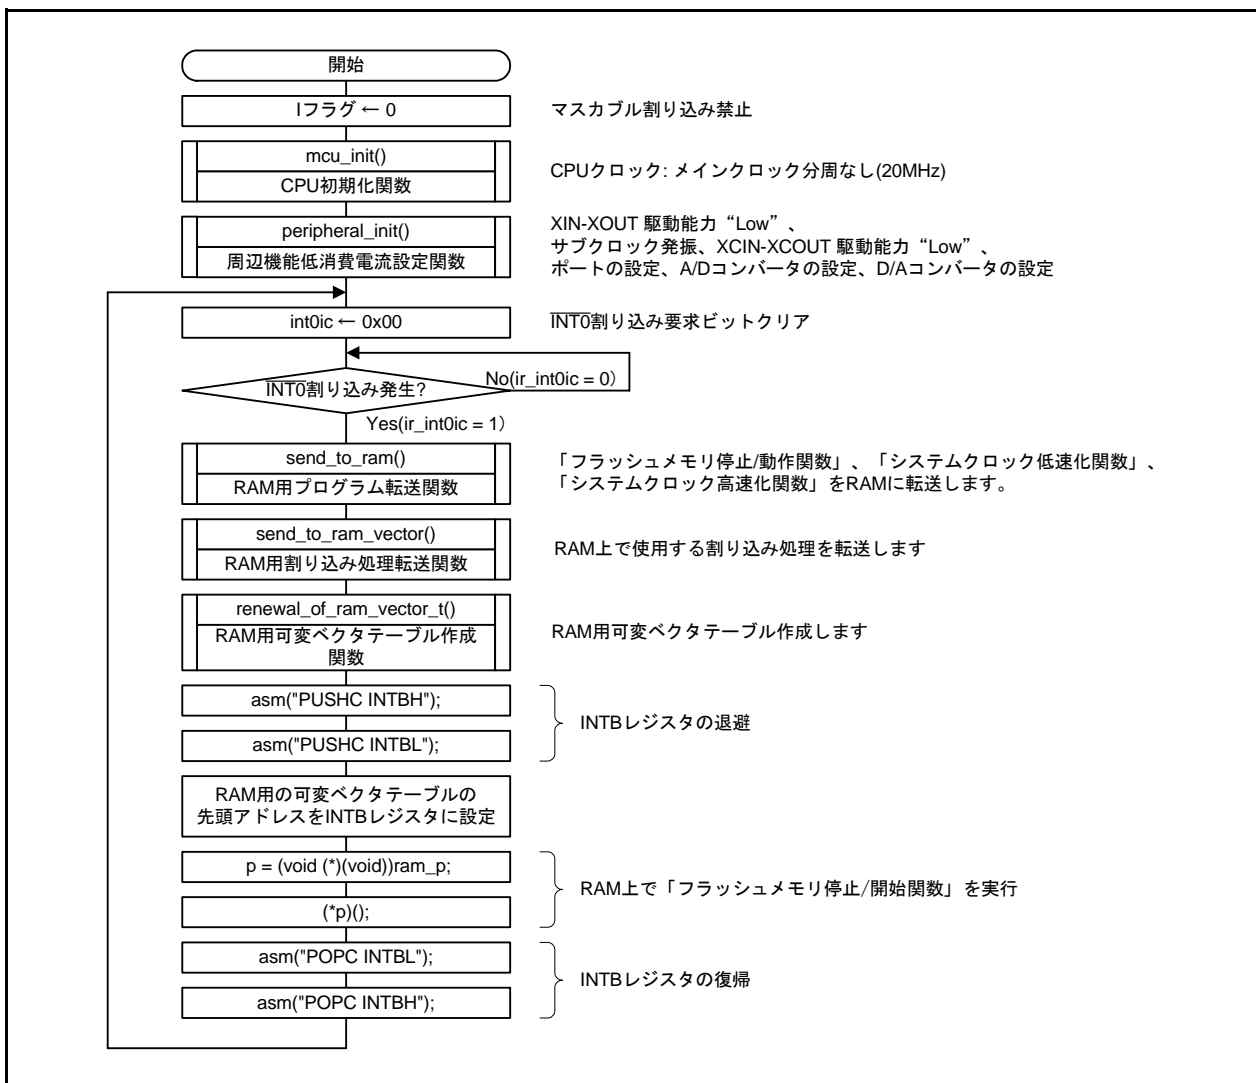 開始
Iフラグ ← 0
マスカブル割り込み禁止
mcu_init()
CPU初期化関数
CPUクロック: メインクロック分周なし(20MHz)
peripheral_init()
周辺機能低消費電流設定関数
XIN-XOUT 駆動能力“Low”、
サブクロック発振、XCIN-XCOUT 駆動能力“Low”、
ポートの設定、A/Dコンバータの設定、D/Aコンバータの設定
int0ic ← 0x00
INT0割り込み要求ビットクリア
INT0割り込み発生?
No(ir_int0ic = 0)
Yes(ir_int0ic = 1)
send_to_ram()
RAM用プログラム転送関数
「フラッシュメモリ停止/動作関数」、「システムクロック低速化関数」、
「システムクロック高速化関数」をRAMに転送します。
send_to_ram_vector()
RAM用割り込み処理転送関数
RAM上で使用する割り込み処理を転送します
renewal_of_ram_vector_t()
RAM用可変ベクタテーブル作成
関数
RAM用可変ベクタテーブル作成します
asm("PUSHC INTBH");
asm("PUSHC INTBL");
INTBレジスタの退避
RAM用の可変ベクタテーブルの
先頭アドレスをINTBレジスタに設定
p = (void (*)(void))ram_p;
(*p)();
RAM上で「フラッシュメモリ停止/開始関数」を実行
asm("POPC INTBL");
asm("POPC INTBH");
INTBレジスタの復帰